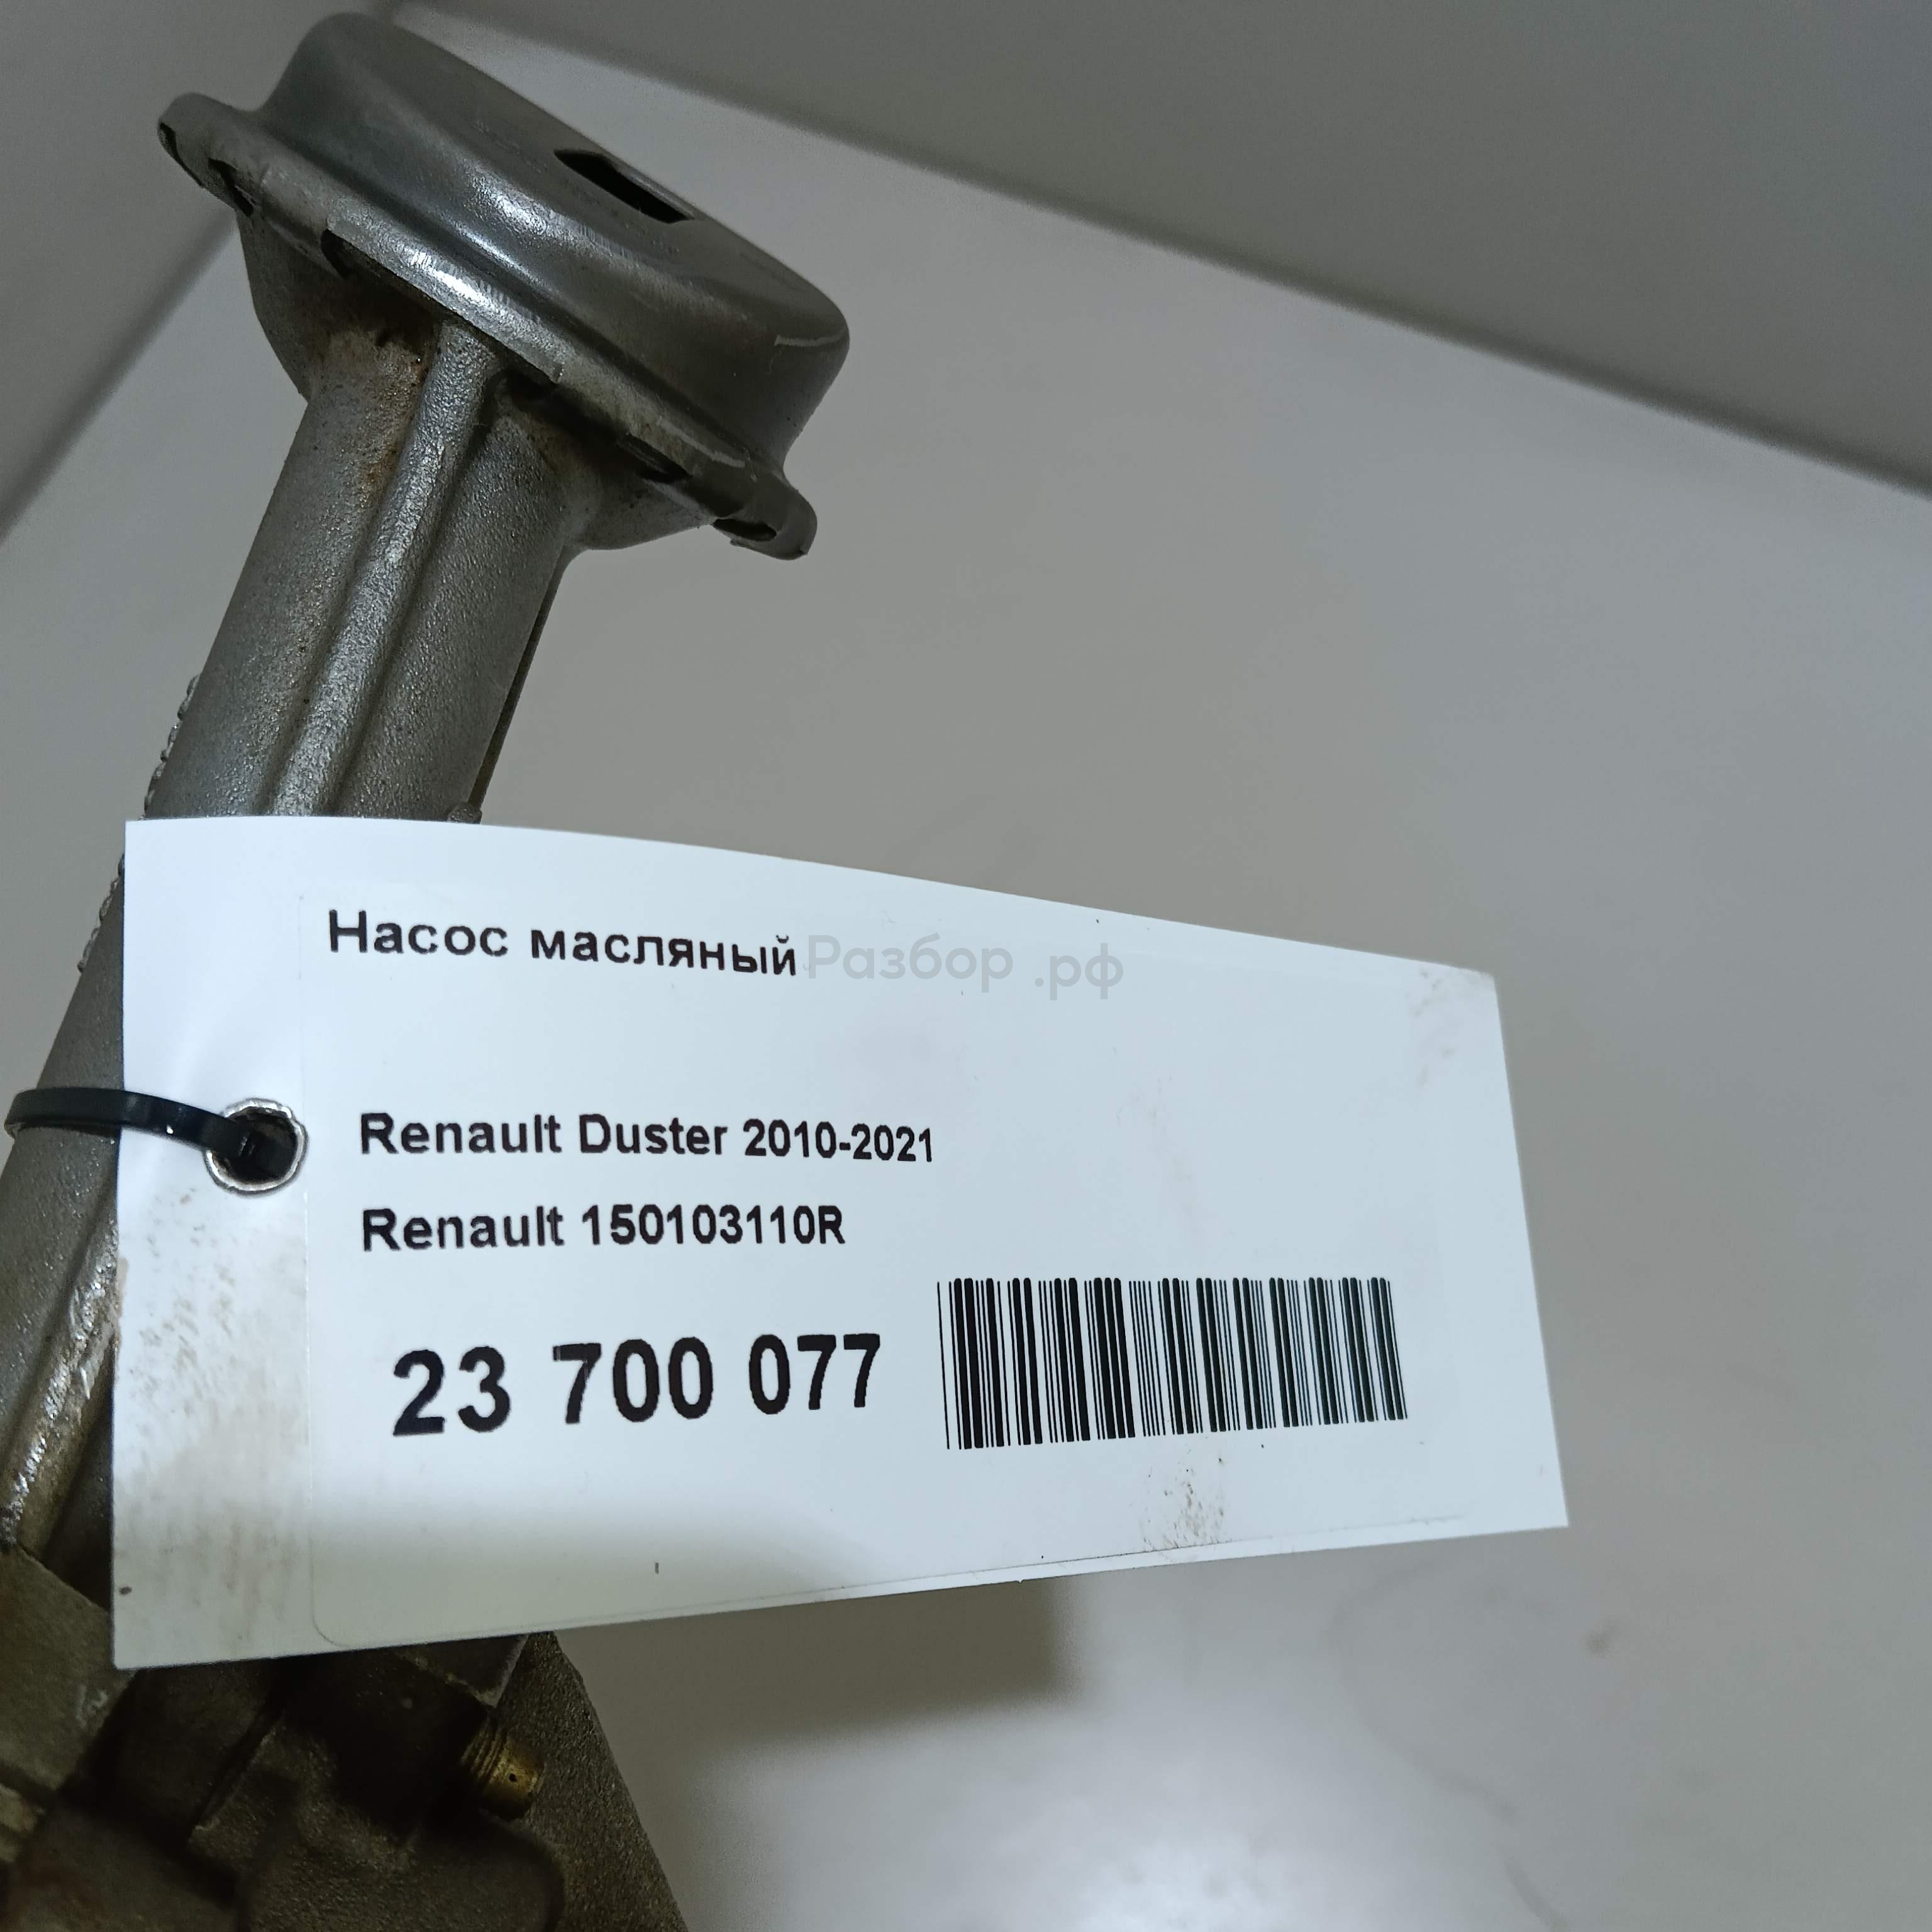 Насос масляный
Разбор .рф
Renault Duster 2010-2021
Renault 150103110R
23 700 077